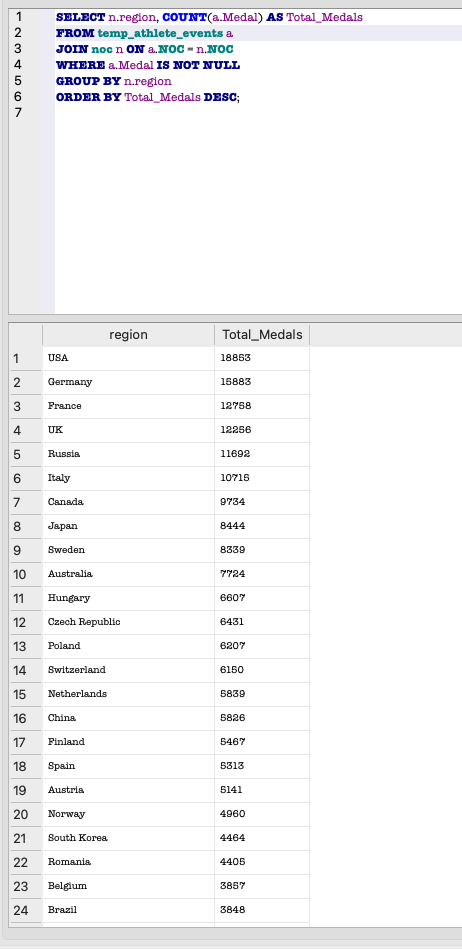 1 SELECT n.region, COUNT(a.Medal) AS Total_Medals
2 FROM temp_athlete_events a
3 JOIN noc n ON a.NOC = n.NOC
4 WHERE a.Medal IS NOT NULL
5 GROUP BY n.region
6 ORDER BY Total_Medals DESC;
7
region Total_Medals
1 USA 18853
2 Germany 15883
3 France 12758
4 UK 12256
5 Russia 11692
6 Italy 10715
7 Canada 9734
8 Japan 8444
9 Sweden 8339
10 Australia 7724
11 Hungary 6607
12 Czech Republic 6431
13 Poland 6207
14 Switzerland 6150
15 Netherlands 5839
16 China 5826
17 Finland 5467
18 Spain 5313
19 Austria 5141
20 Norway 4960
21 South Korea 4464
22 Romania 4405
23 Belgium 3857
24 Brazil 3848